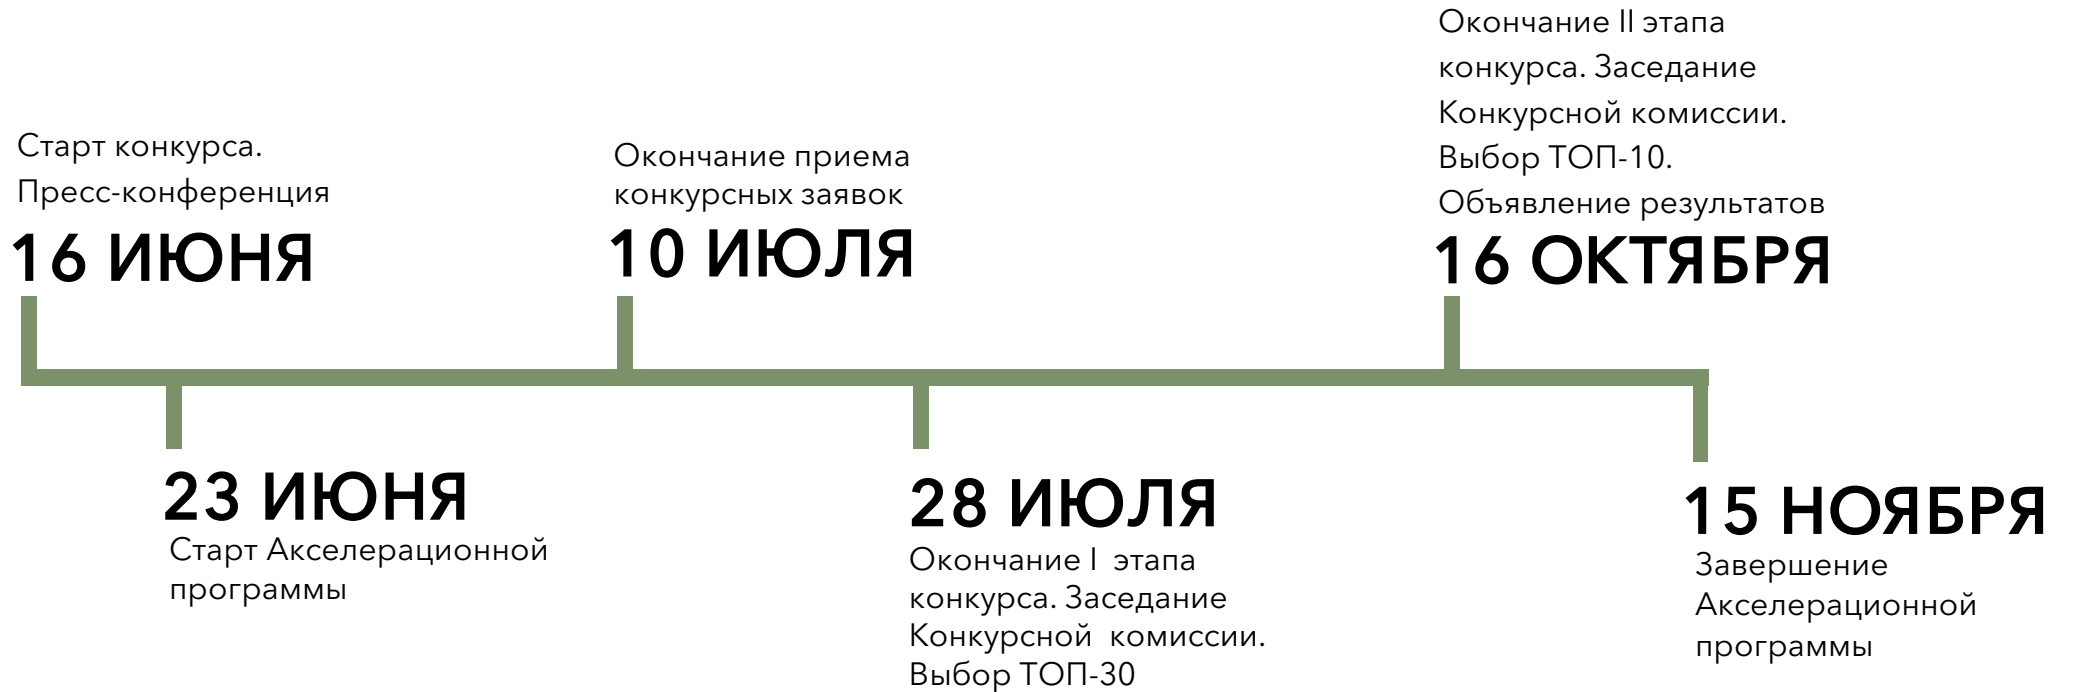 Старт конкурса.
Пресс-конференция
16 ИЮНЯ
23 ИЮНЯ
Старт Акселерационной
программы
Окончание приема
конкурсных заявок
10 ИЮЛЯ
28 ИЮЛЯ
Окончание I этапа
конкурса. Заседание
Конкурсной комиссии.
Выбор ТОП-30
Окончание II этапа
конкурса. Заседание
Конкурсной комиссии.
Выбор ТОП-10.
Объявление результатов
16 ОКТЯБРЯ
15 НОЯБРЯ
Завершение
Акселерационной
программы